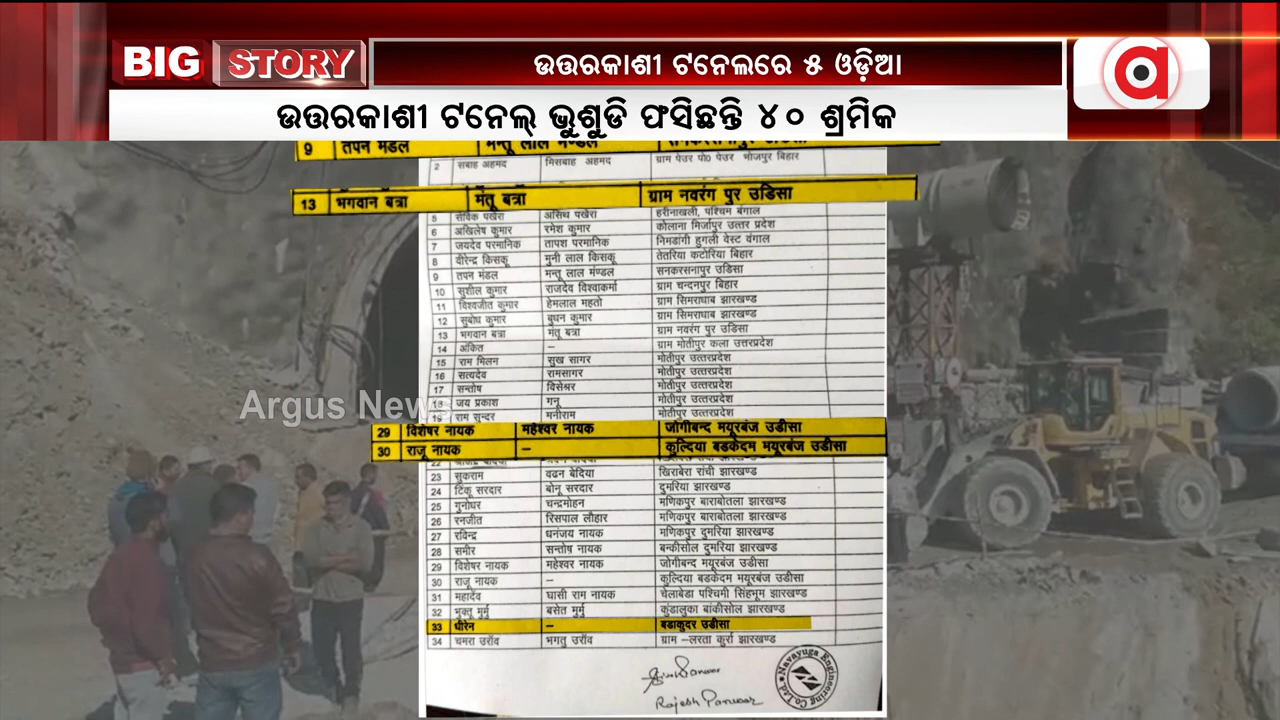 BIG STORY
ଉତ୍ତରକାଶୀ ଟନେଲରେ ୫ ଓଡ଼ିଆ
ଉତ୍ତରକାଶୀ ଟନେଲ୍ ଭୁଶୁଡି ଫସିଛନ୍ତି ୪୦ ଶ୍ରମିକ
9 तपन मंडल मन्तू लाल मण्डल सनकरसनापुर उडिसा
2 सबाह अहमद मिसबाह अहमद ग्राम पेउर पो0 पेउर भोजपुर बिहार
13 भगवान बत्रा मंतू बत्रा ग्राम नवरंग पुर उडिसा
5 सौविक पखेरा असिथ पखेरा हरीनाखली, पश्चिम बंगाल
6 अखिलेष कुमार रमेश कुमार कोलाना मिर्जापुर उत्तर प्रदेश
7 जयदेव परमानिक तापश परमानिक निमडांगी हुगली वेस्ट वंगाल
8 वीरेन्द्र किसकू मुनी लाल किसकू तेतरिया कटोरिया बिहार
9 तपन मंडल मन्तू लाल मंण्डल सनकरसनापुर उडिसा
10 सुशील कुमार राजदेव विश्वाकर्मा ग्राम चन्दनपुर बिहार
11 विश्वजीत कुमार हेमलाल महतो ग्राम सिमराधाब झारखण्ड
12 सुबोध कुमार बुधन कुमार ग्राम सिमराधाब झारखण्ड
13 भगवान बत्रा मंतू बत्रा ग्राम नवरंग पुर उडिसा
14 अंकित – ग्राम मोतीपुर कला उत्तरप्रदेश
15 राम मिलन सुख सागर मोतीपुर उत्तरप्रदेश
16 सत्यदेव रामसागर मोतीपुर उत्तरप्रदेश
17 सन्तोष विसेश्वर मोतीपुर उत्तरप्रदेश
18 जय प्रकाश गनू मोतीपुर उत्तरप्रदेश
19 राम सुन्दर मनीराम मोतीपुर उत्तरप्रदेश
Argus News
29 विशेषर नायक महेश्वर नायक जोगीबन्द मयूरबंज उडीसा
30 राजू नायक – कुल्दिया बडकेदम मयूरबंज उडीसा
23 सुकराम वढन बेदिया खिराबेरा रांची झारखण्ड
24 टिंकू सरदार बोनू सरदार दुमरिया झारखण्ड
25 गुनोधर चन्द्रमोहन मणिकपुर बाराबोतला झारखण्ड
26 रनजीत रिसपाल लौहार मणिकपुर बाराबोतला झारखण्ड
27 रविन्द्र धनंजय नायक मणिकपुर दुमरिया झारखण्ड
28 समीर सन्तोष नायक बन्कीसोल दुमरिया झारखण्ड
29 विशेषर नायक महेश्वर नायक जोगीबन्द मयूरबंज उडीसा
30 राजू नायक – कुल्दिया बडकेदम मयूरबंज उडीसा
31 महादेव घासी राम नायक चेलाबेडा पश्चिमी सिंहभूम झारखण्ड
32 भुक्तू मुर्मु बसेत मुर्मु कुंडालुका बांकीसोल झारखण्ड
33 धीरेन – बडाकुदर उडीसा
34 चमरा उराँव भगतु उराँव ग्राम –लरता कुर्रा झारखण्ड
Rajesh Panwar
Navayuga Engineering Co. Ltd.